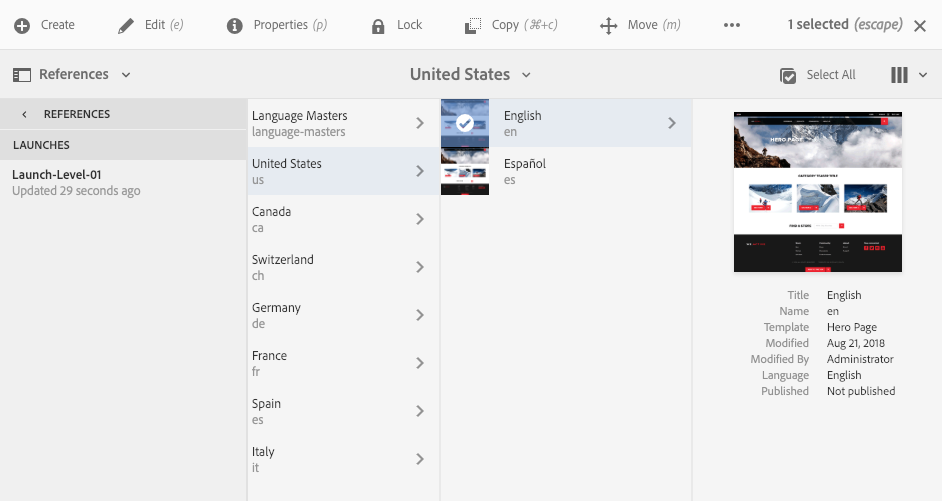 Create
Edit (e)
Properties (p)
Lock
Copy (⌘+c)
Move (m)
1 selected (escape)
References
United States
Select All
REFERENCES
LAUNCHES
Launch-Level-01
Updated 29 seconds ago
Language Masters
language-masters
United States
us
Canada
ca
Switzerland
ch
Germany
de
France
fr
Spain
es
Italy
it
English
en
Español
es
HERO PAGE
FIND A STORE
Title English
Name en
Template Hero Page
Modified Aug 21, 2018
Modified By Administrator
Language English
Published Not published